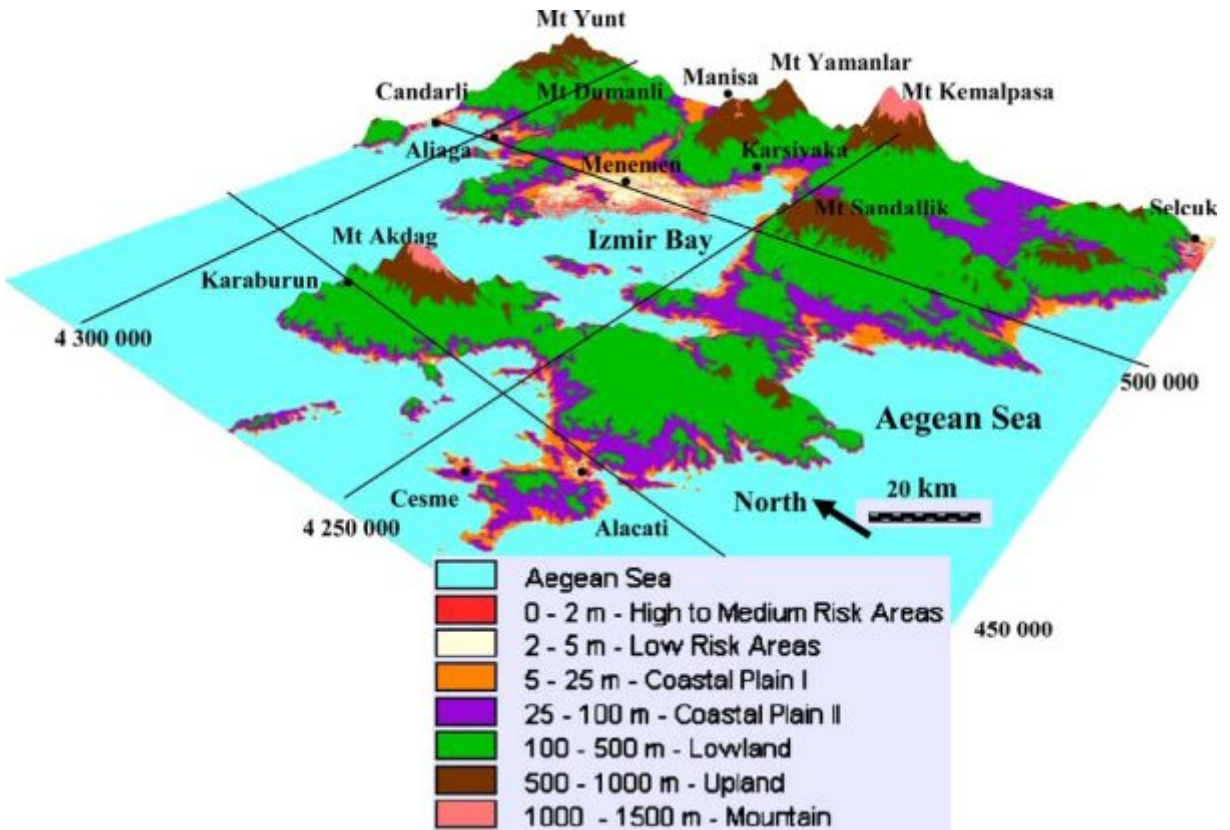 Mt Yunt
Mt Yamanlar
Manisa
Candarli
Mt Dumanli
Mt Kemalpasa
Aliaga
Menemen
Karsiyaka
Mt Sandallik
Selcuk
Izmir Bay
Mt Akdag
Karaburun
4 300 000
500 000
Aegean Sea
20 km
North
Cesme
4 250 000
Alacati
Aegean Sea
0 - 2 m - High to Medium Risk Areas
2 - 5 m - Low Risk Areas
450 000
5 - 25 m - Coastal Plain I
25 - 100 m - Coastal Plain II
100 - 500 m - Lowland
500 - 1000 m - Upland
1000 - 1500 m - Mountain